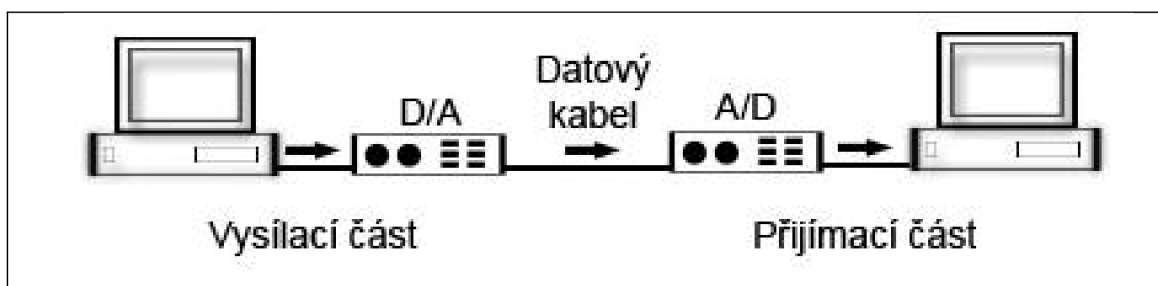 D/A
Datový
kabel
A/D
Vysílací část
Přijímací část